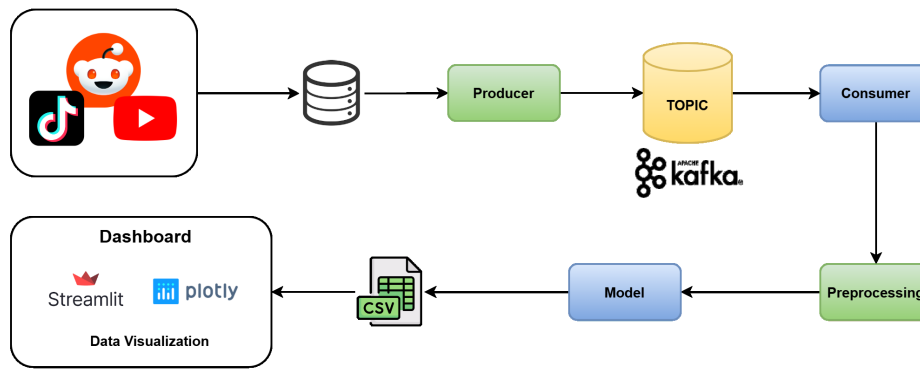 Producer
TOPIC
Consumer
APACHE
kafka
Dashboard
Streamlit
plotly
Data Visualization
CSV
Model
Preprocessing